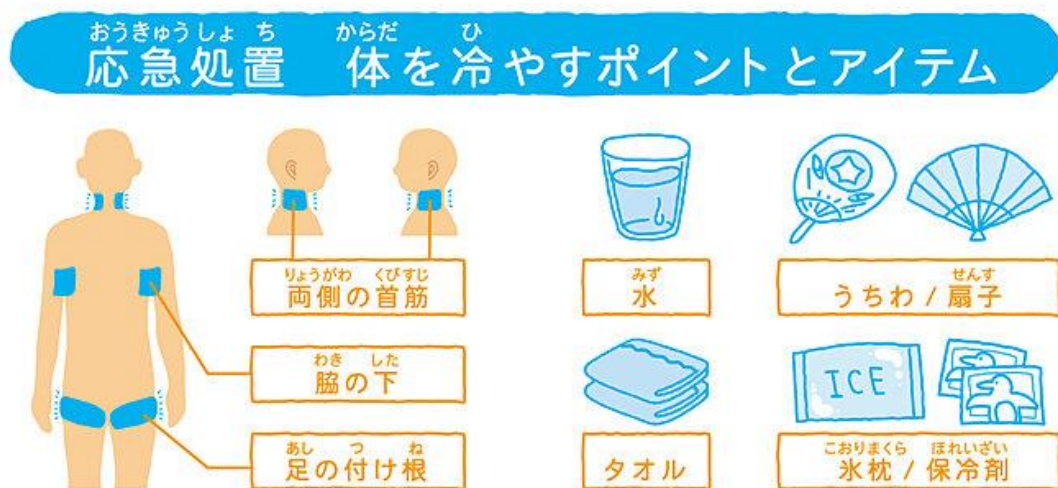 おうきゅうしょち からだ ひ
応急処置 体を冷やすポイントとアイテム
りょうがわ くびすじ
両側の首筋
わき した
脇の下
あし つ ね
足の付け根
みず
水
せんす
うちわ / 扇子
タオル
ICE
こおりまくら ほれいざい
氷枕 / 保冷剤